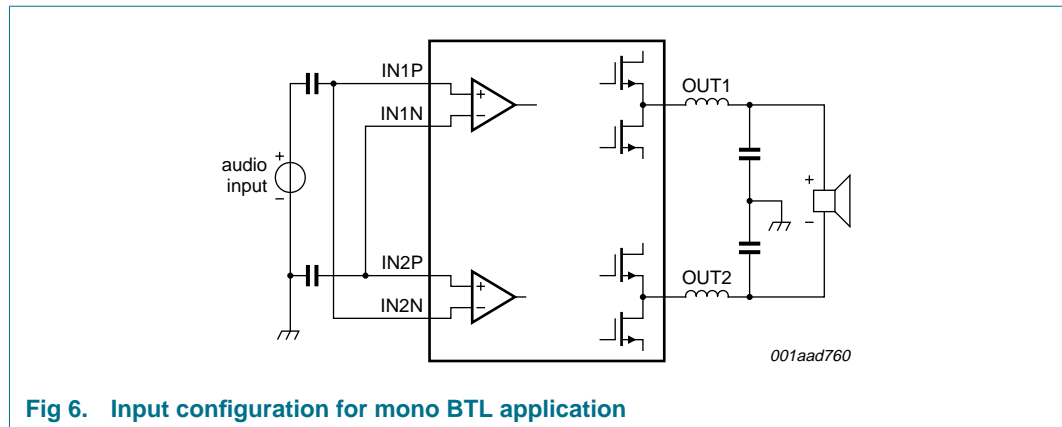 IN1P
OUT1
+
IN1N
−
audio
input
+
−
+
−
IN2P
OUT2
+
IN2N
−
001aad760
Fig 6. Input configuration for mono BTL application